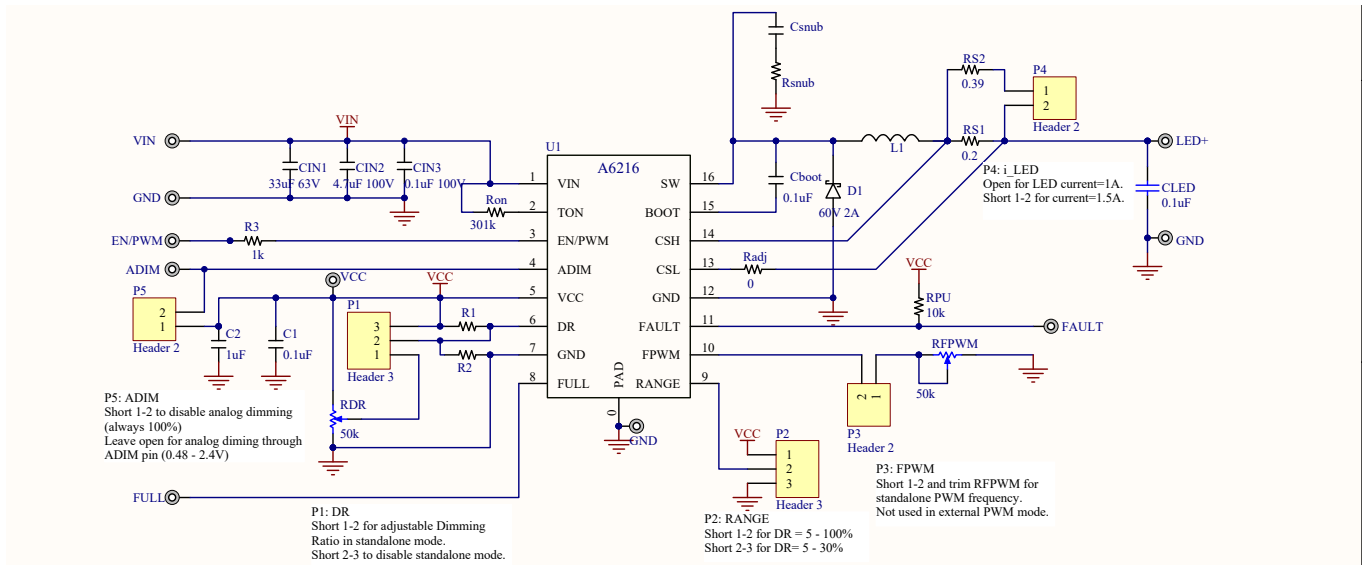 Csnub
Rsnub
RS2
0.39
P4
1
2
Header 2
VIN
VIN
CIN1
33uF 63V
CIN2
4.7uF 100V
CIN3
0.1uF 100V
GND
Ron
301k
EN/PWM
R3
1k
ADIM
U1
A6216
1
VIN
2
TON
3
EN/PWM
4
ADIM
5
VCC
6
DR
7
GND
8
FULL
PAD
0
GND
16
SW
15
BOOT
14
CSH
13
CSL
12
GND
11
FAULT
10
FPWM
9
RANGE
L1
RS1
0.2
LED+
Cboot
0.1uF
D1
60V 2A
P4: i_LED
Open for LED current=1A.
Short 1-2 for current=1.5A.
CLED
0.1uF
GND
Radj
0
VCC
RPU
10k
FAULT
RFPWM
50k
P5
2
1
Header 2
C2
1uF
C1
0.1uF
VCC
VCC
P1
3
2
1
Header 3
R1
R2
RDR
50k
P5: ADIM
Short 1-2 to disable analog dimming
(always 100%)
Leave open for analog diming through
ADIM pin (0.48 - 2.4V)
FULL
P1: DR
Short 1-2 for adjustable Dimming
Ratio in standalone mode.
Short 2-3 to disable standalone mode.
VCC
P2
1
2
3
Header 3
P2: RANGE
Short 1-2 for DR = 5 - 100%
Short 2-3 for DR= 5 - 30%
2
1
P3
Header 2
P3: FPWM
Short 1-2 and trim RFPWM for
standalone PWM frequency.
Not used in external PWM mode.